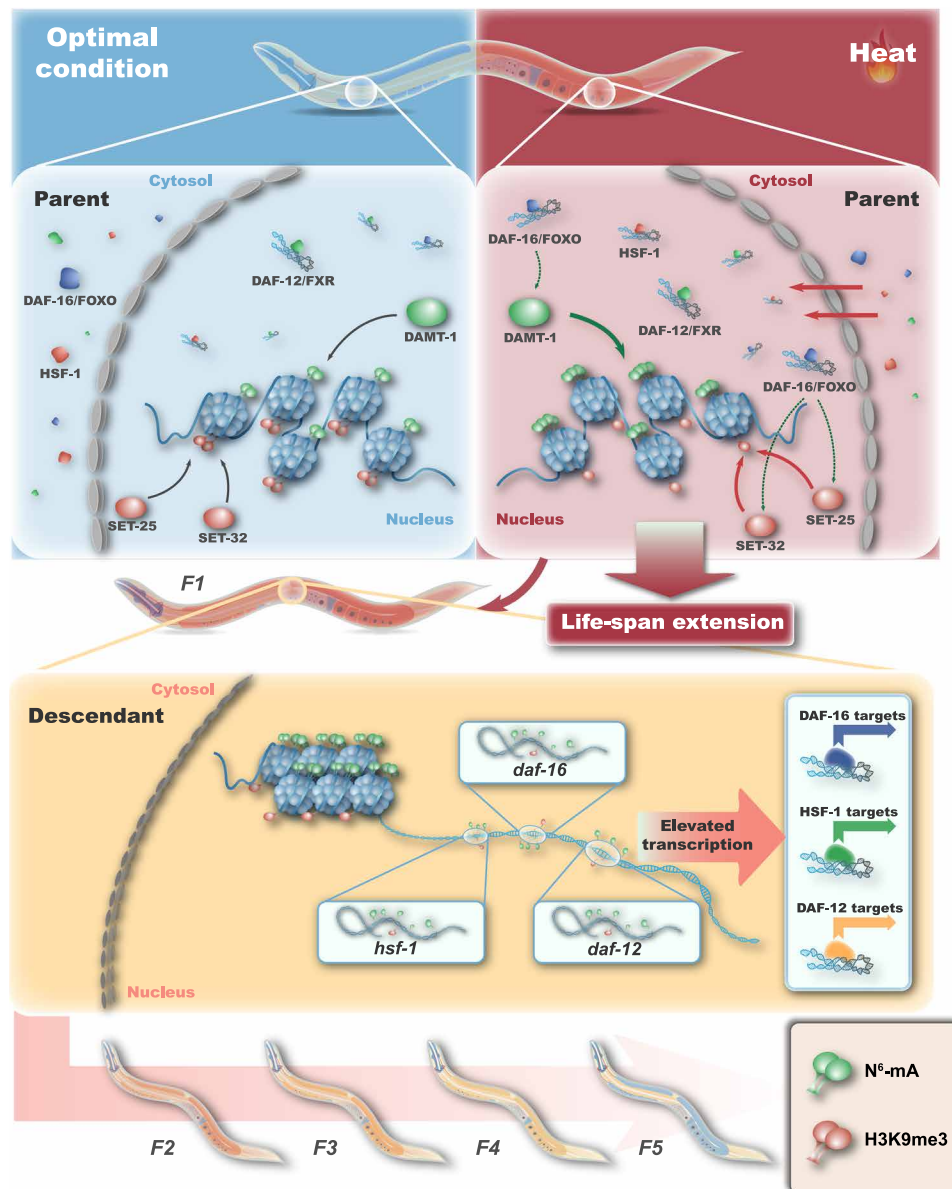 Optimal
condition
Heat
Cytosol
Parent
DAF-12/FXR
DAF-16/FOXO
DAMT-1
HSF-1
SET-25
SET-32
Nucleus
Cytosol
Parent
DAF-16/FOXO
HSF-1
DAF-12/FXR
DAMT-1
DAF-16/FOXO
Nucleus
SET-25
SET-32
F1
Life-span extension
Cytosol
Descendant
daf-16
hsf-1
daf-12
Elevated
transcription
DAF-16 targets
HSF-1 targets
DAF-12 targets
Nucleus
F2
F3
F4
F5
N⁶-mA
H3K9me3